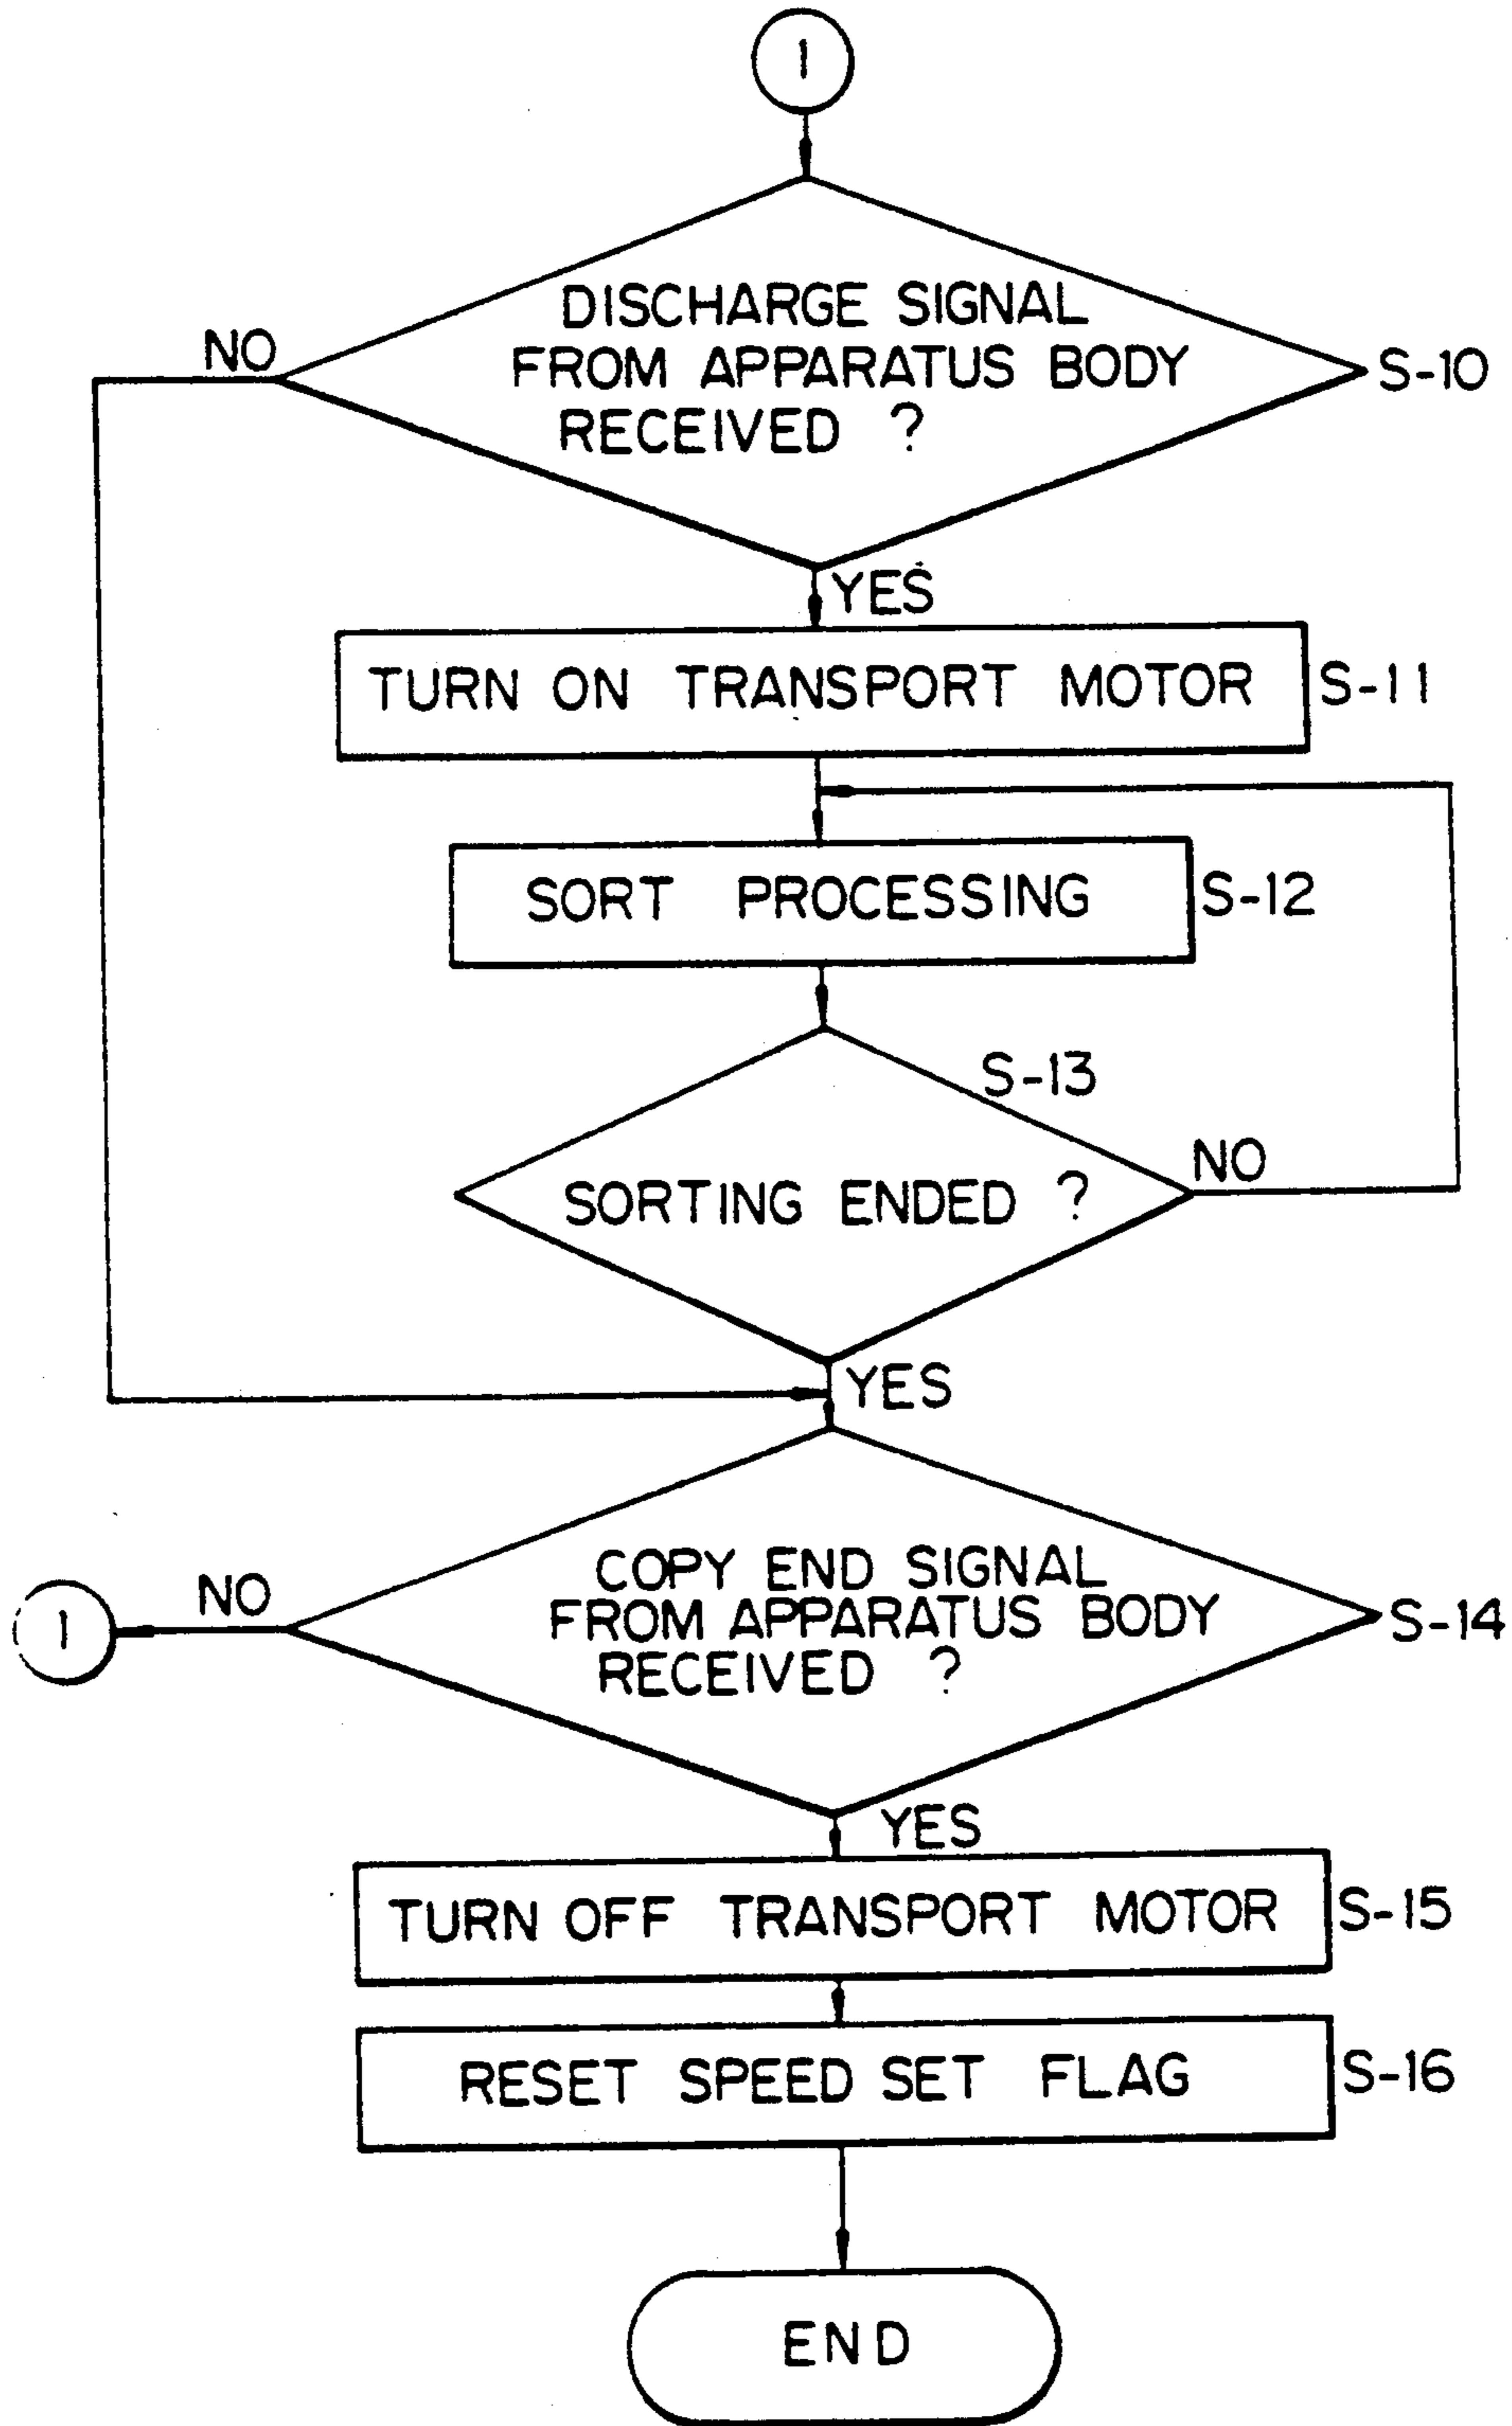 1
DISCHARGE SIGNAL
FROM APPARATUS BODY
RECEIVED ?
NO
S-10
YES
TURN ON TRANSPORT MOTOR
S-11
SORT PROCESSING
S-12
S-13
SORTING ENDED ?
NO
YES
COPY END SIGNAL
FROM APPARATUS BODY
RECEIVED ?
NO
1
S-14
YES
TURN OFF TRANSPORT MOTOR
S-15
RESET SPEED SET FLAG
S-16
END